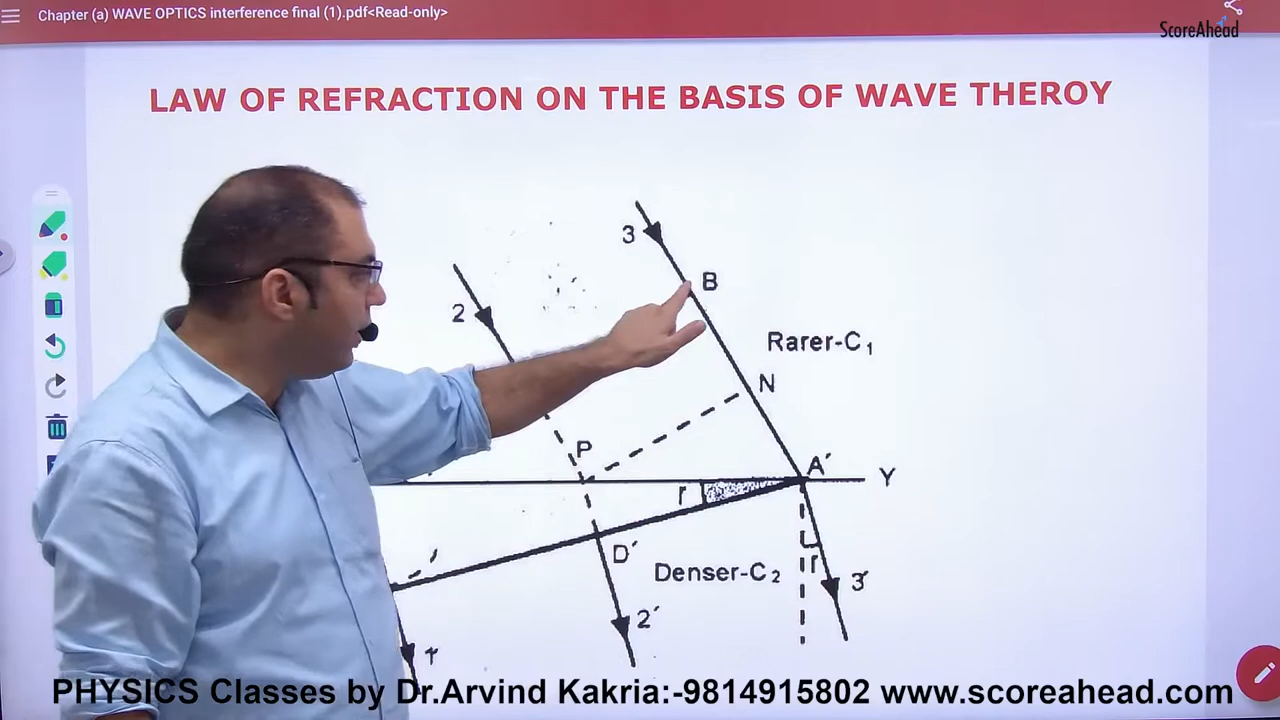 Chapter (a) WAVE OPTICS interference final (1).pdf<Read-only>
ScoreAhead
LAW OF REFRACTION ON THE BASIS OF WAVE THEROY
3
B
2
Rarer-C₁
N
P
A´
Y
r
D´
Denser-C₂
r
3´
2´
1´
PHYSICS Classes by Dr.Arvind Kakria:-9814915802 www.scoreahead.com